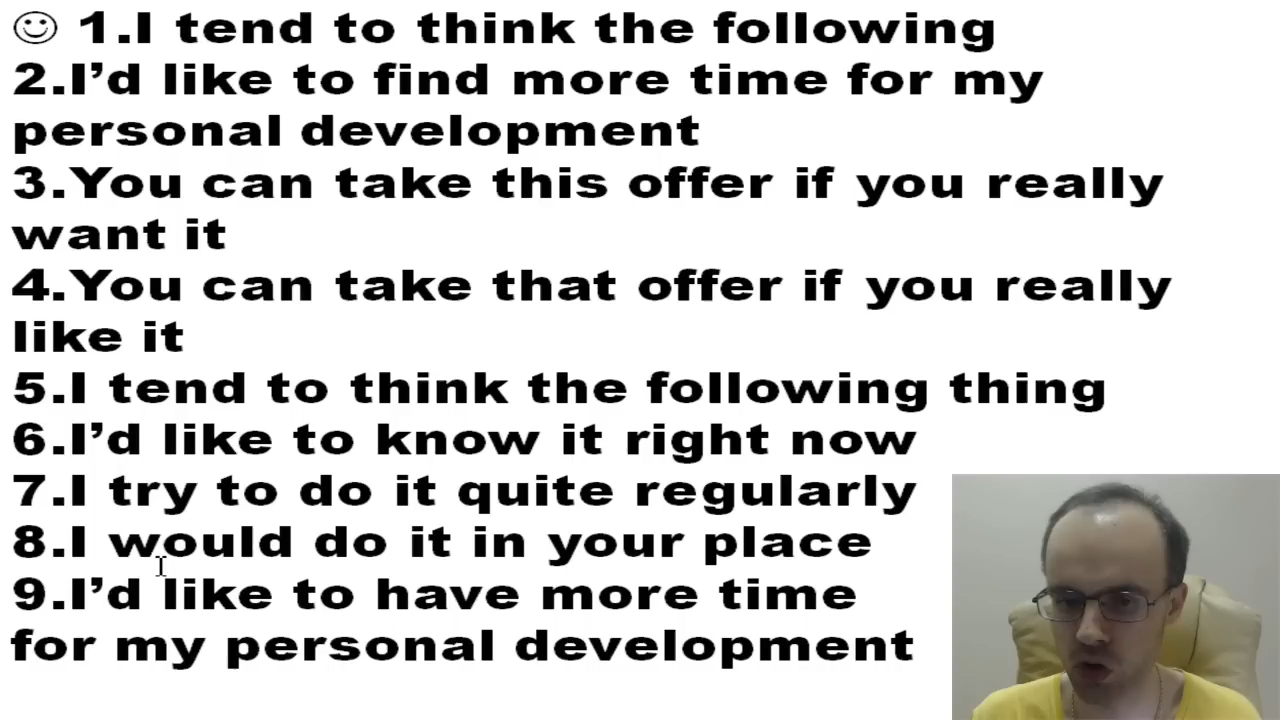 ☺ 1.I tend to think the following
2.I’d like to find more time for my
personal development
3.You can take this offer if you really
want it
4.You can take that offer if you really
like it
5.I tend to think the following thing
6.I’d like to know it right now
7.I try to do it quite regularly
8.I would do it in your place
9.I’d like to have more time
for my personal development